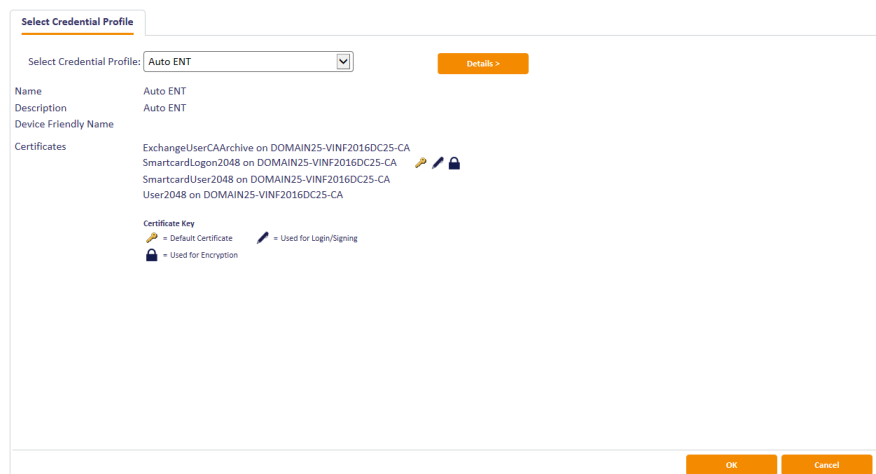 Select Credential Profile
Select Credential Profile: Auto ENT Details >
Name Auto ENT
Description Auto ENT
Device Friendly Name
Certificates ExchangeUserCAArchive on DOMAIN25-VINF2016DC25-CA
SmartcardLogon2048 on DOMAIN25-VINF2016DC25-CA
SmartcardUser2048 on DOMAIN25-VINF2016DC25-CA
User2048 on DOMAIN25-VINF2016DC25-CA
Certificate Key
= Default Certificate = Used for Login/Signing
= Used for Encryption
OK Cancel